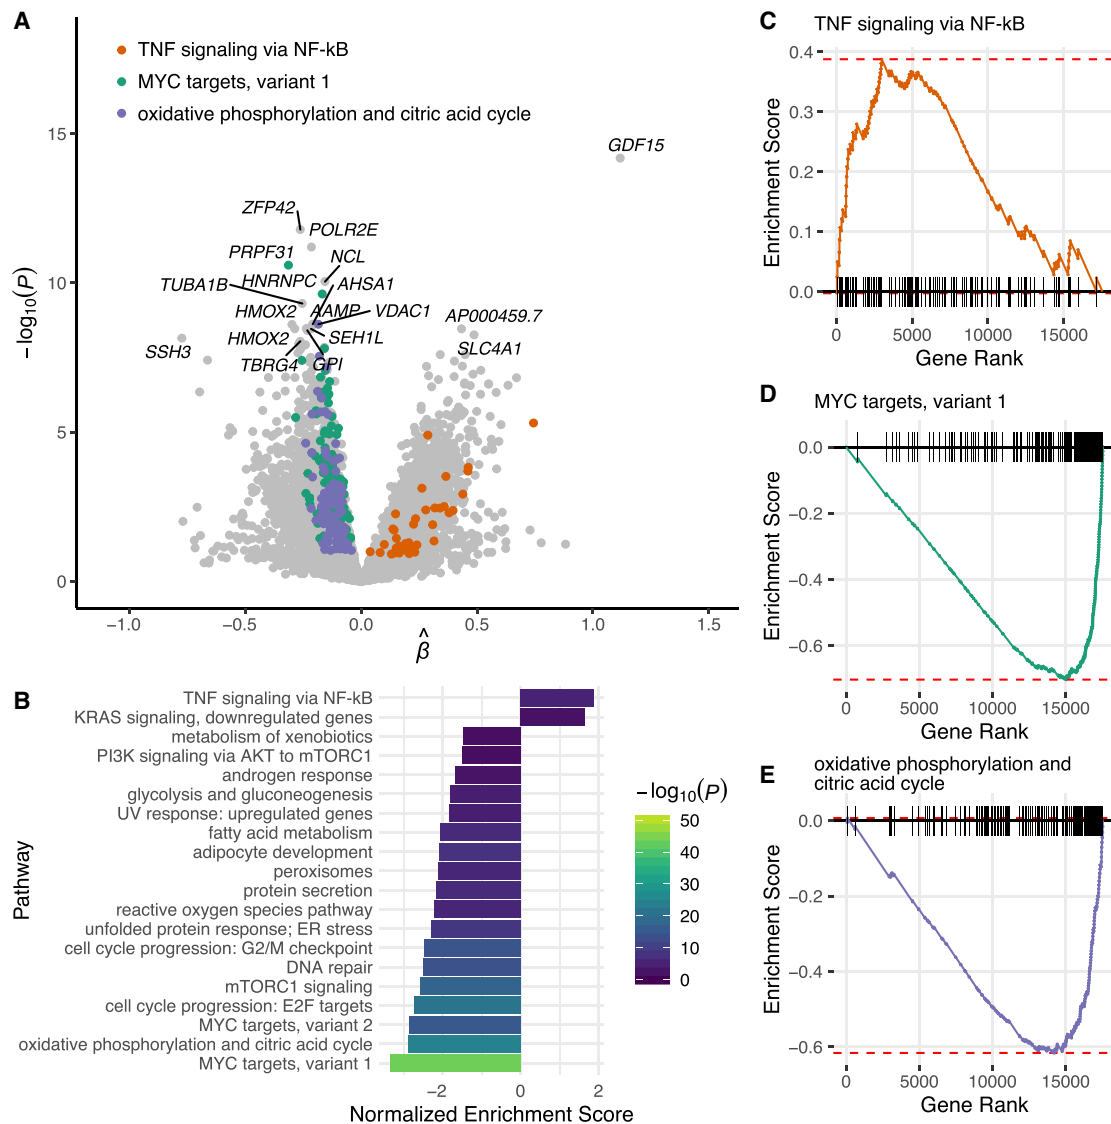 A
TNF signaling via NF-kB
MYC targets, variant 1
oxidative phosphorylation and citric acid cycle
15
10
5
0
−log10(P)
GDF15
ZFP42
POLR2E
PRPF31
NCL
TUBA1B
HNRNPC
AHSA1
HMOX2
AAMP
VDAC1
AP000459.7
HMOX2
SEH1L
SSH3
SLC4A1
TBRG4
GPI
−1.0
−0.5
0.0
0.5
1.0
1.5
β̂
B
TNF signaling via NF-kB
KRAS signaling, downregulated genes
metabolism of xenobiotics
PI3K signaling via AKT to mTORC1
androgen response
glycolysis and gluconeogenesis
UV response: upregulated genes
fatty acid metabolism
adipocyte development
peroxisomes
protein secretion
reactive oxygen species pathway
unfolded protein response; ER stress
cell cycle progression: G2/M checkpoint
DNA repair
mTORC1 signaling
cell cycle progression: E2F targets
MYC targets, variant 2
oxidative phosphorylation and citric acid cycle
MYC targets, variant 1
Pathway
−2
0
2
Normalized Enrichment Score
−log10(P)
50
40
30
20
10
0
C
TNF signaling via NF-kB
0.4
0.3
0.2
0.1
0.0
Enrichment Score
0
5000
10000
15000
Gene Rank
D
MYC targets, variant 1
0.0
−0.2
−0.4
−0.6
Enrichment Score
0
5000
10000
15000
Gene Rank
E
oxidative phosphorylation and
citric acid cycle
0.0
−0.2
−0.4
−0.6
Enrichment Score
0
5000
10000
15000
Gene Rank